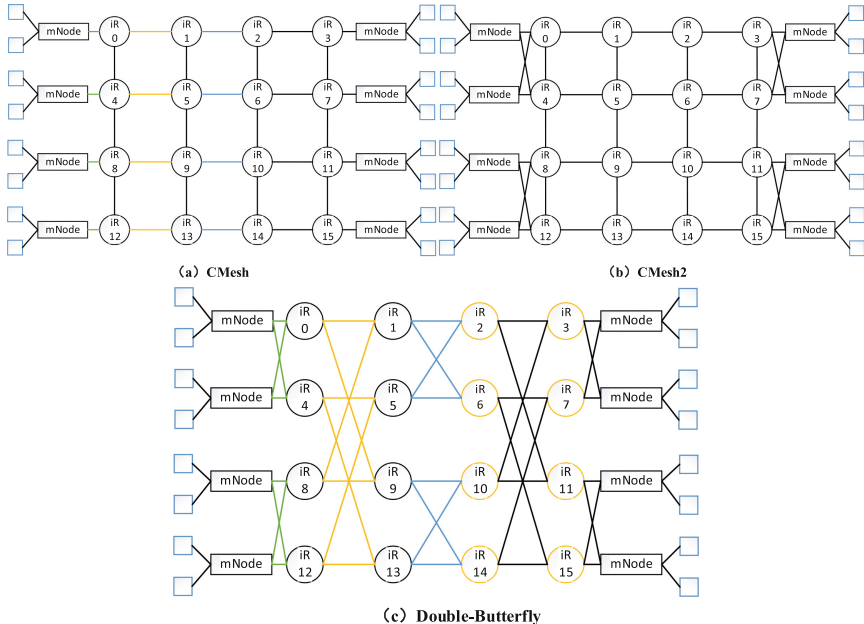 mNode iR 0 iR 1 iR 2 iR 3 mNode
mNode iR 4 iR 5 iR 6 iR 7 mNode
mNode iR 8 iR 9 iR 10 iR 11 mNode
mNode iR 12 iR 13 iR 14 iR 15 mNode
(a) CMesh
mNode iR 0 iR 1 iR 2 iR 3 mNode
mNode iR 4 iR 5 iR 6 iR 7 mNode
mNode iR 8 iR 9 iR 10 iR 11 mNode
mNode iR 12 iR 13 iR 14 iR 15 mNode
(b) CMesh2
mNode iR 0 iR 1 iR 2 iR 3 mNode
mNode iR 4 iR 5 iR 6 iR 7 mNode
mNode iR 8 iR 9 iR 10 iR 11 mNode
mNode iR 12 iR 13 iR 14 iR 15 mNode
(c) Double-Butterfly